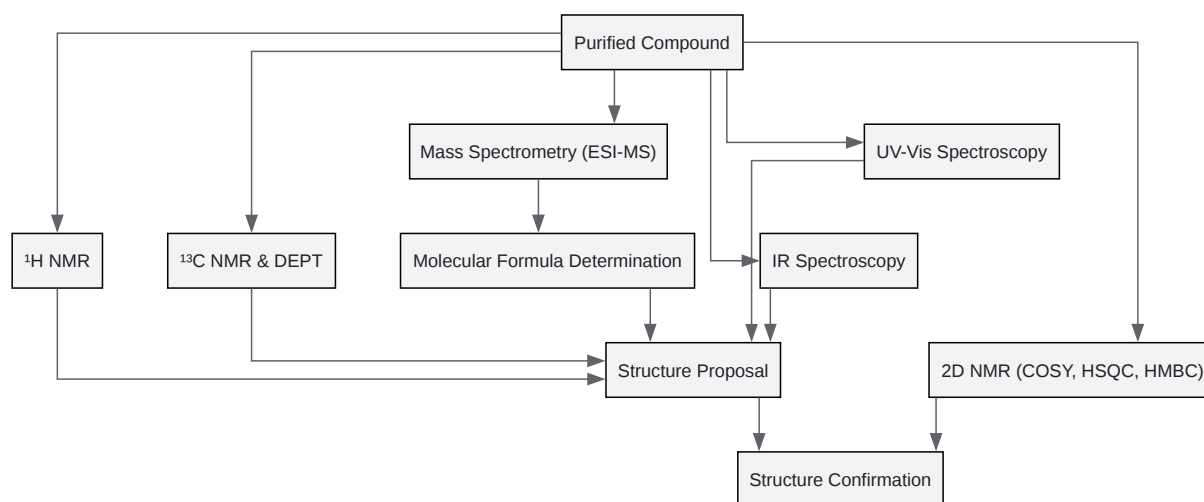 Purified Compound
Mass Spectrometry (ESI-MS)
UV-Vis Spectroscopy
¹H NMR
¹³C NMR & DEPT
Molecular Formula Determination
IR Spectroscopy
Structure Proposal
2D NMR (COSY, HSQC, HMBC)
Structure Confirmation